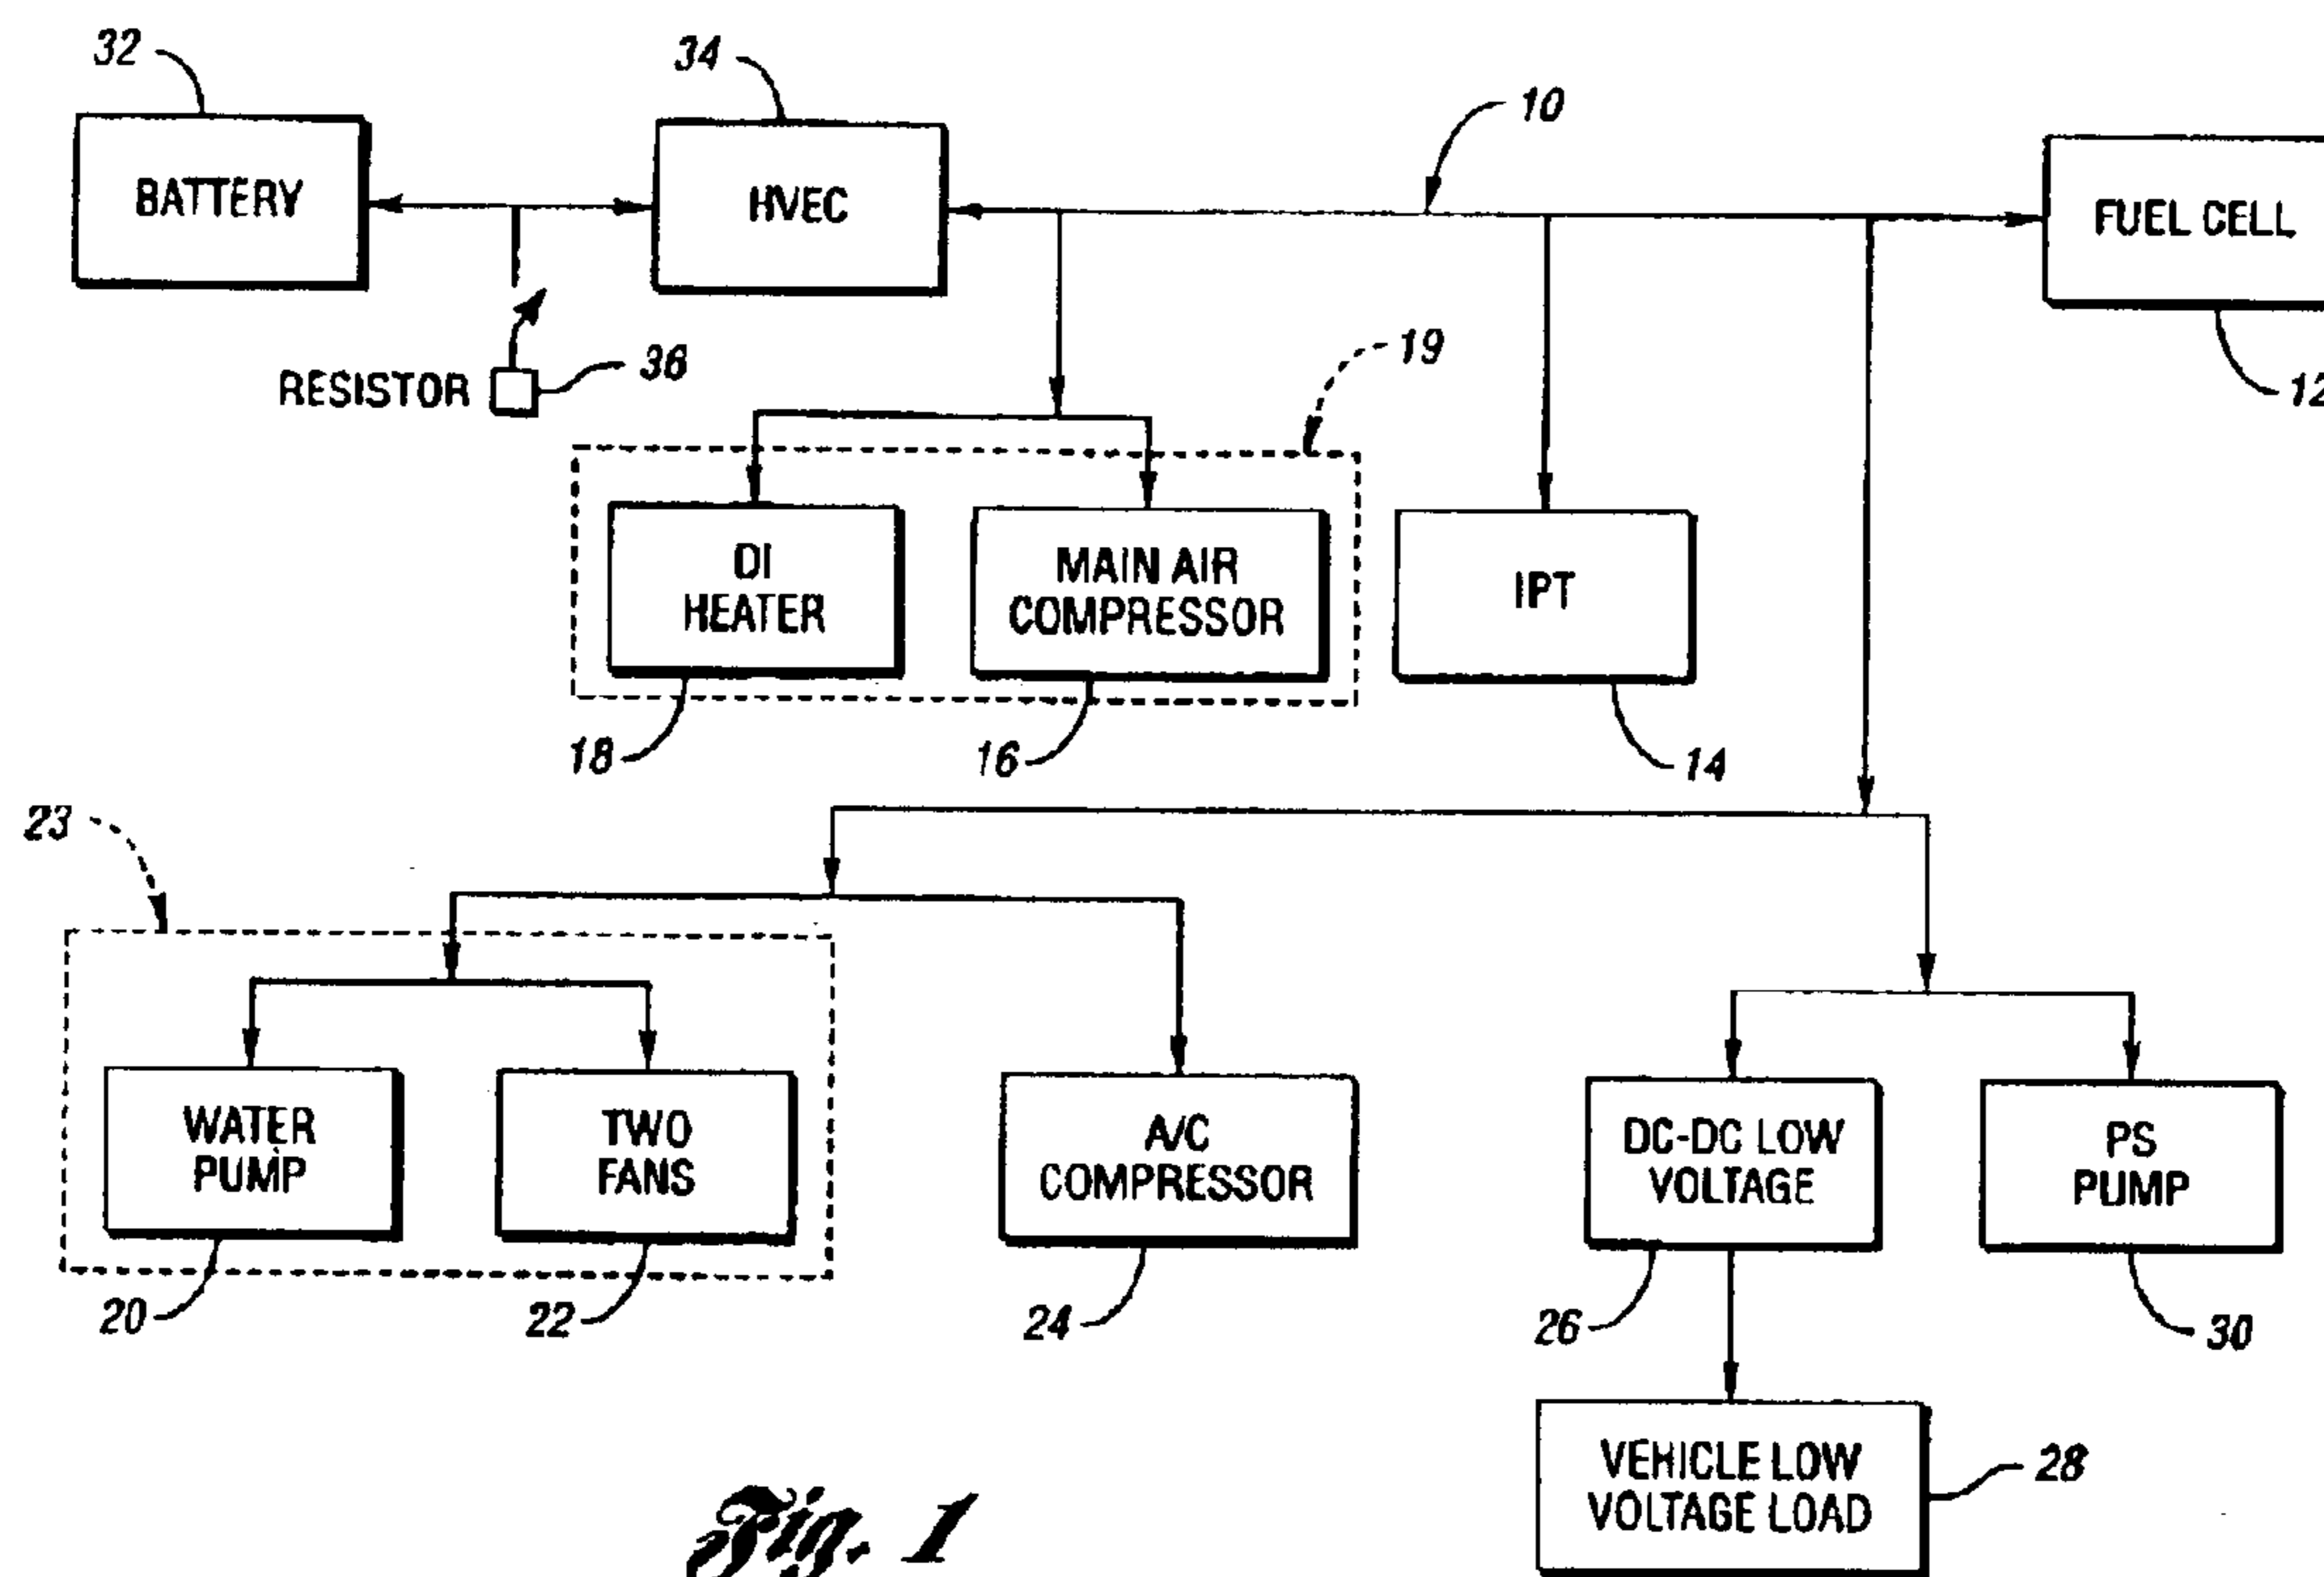 32
34
10
BATTERY
HVEC
FUEL CELL
RESISTOR
36
19
12
DI
HEATER
MAIN AIR
COMPRESSOR
IPT
18
16
14
23
WATER
PUMP
TWO
FANS
A/C
COMPRESSOR
DC-DC LOW
VOLTAGE
PS
PUMP
20
22
24
26
30
VEHICLE LOW
VOLTAGE LOAD
28
Fig. 1